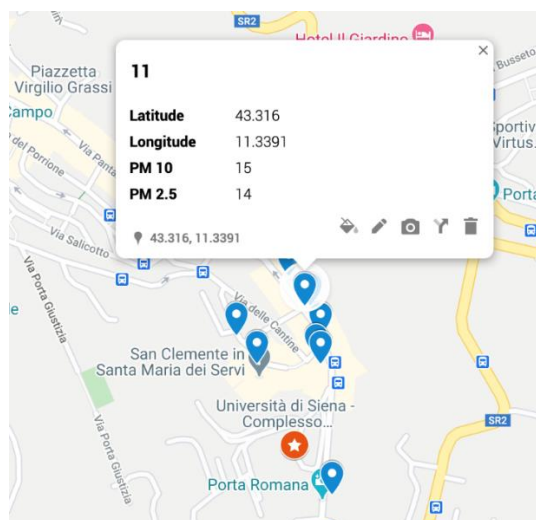 SR2
Hotel Il Giardino
Busseto
Piazzetta
Virgilio Grassi
Campo
del Porrione
Via Panta
Via Salicotto
Via Porta Giustizia
11
Latitude 43.316
Longitude 11.3391
PM 10 15
PM 2.5 14
43.316, 11.3391
Sportiv
Virtus.
Porta
Via delle Cantine
San Clemente in
Santa Maria dei Servi
Università di Siena -
Complesso...
SR2
Via Porta Giustizia
Porta Romana